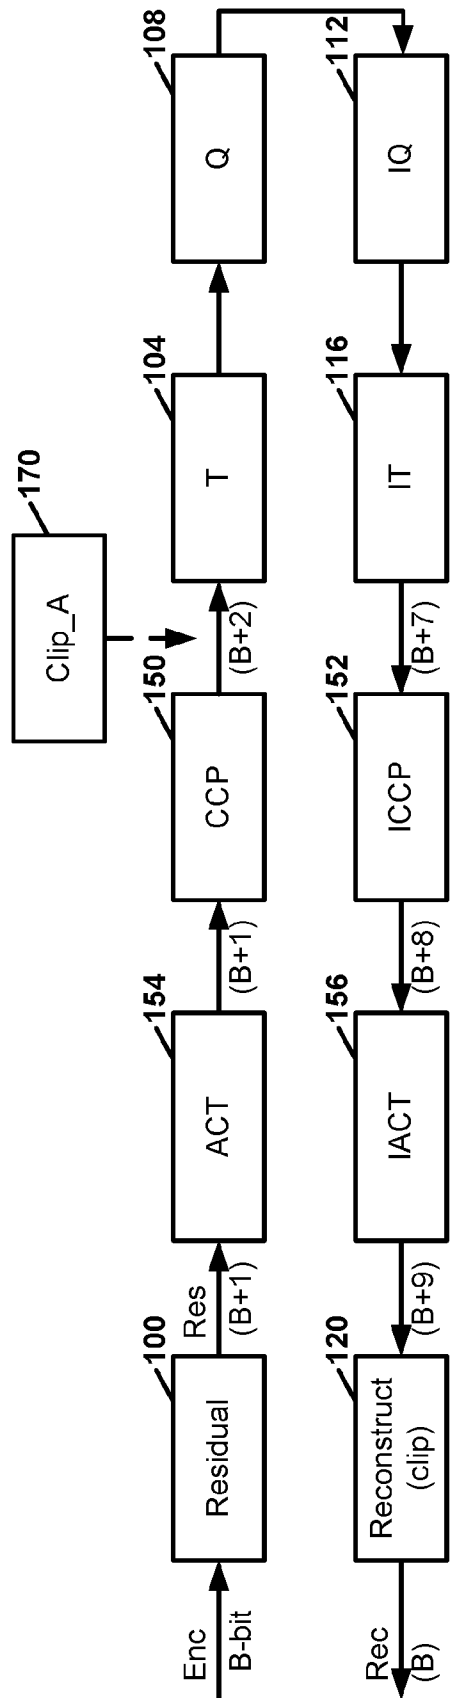 Clip_A
170
Enc
B-bit
Residual
100
Res
(B+1)
ACT
154
(B+1)
CCP
150
(B+2)
T
104
Q
108
IQ
112
IT
116
(B+7)
ICCP
152
(B+8)
IACT
156
(B+9)
Reconstruct
(clip)
120
Rec
(B)